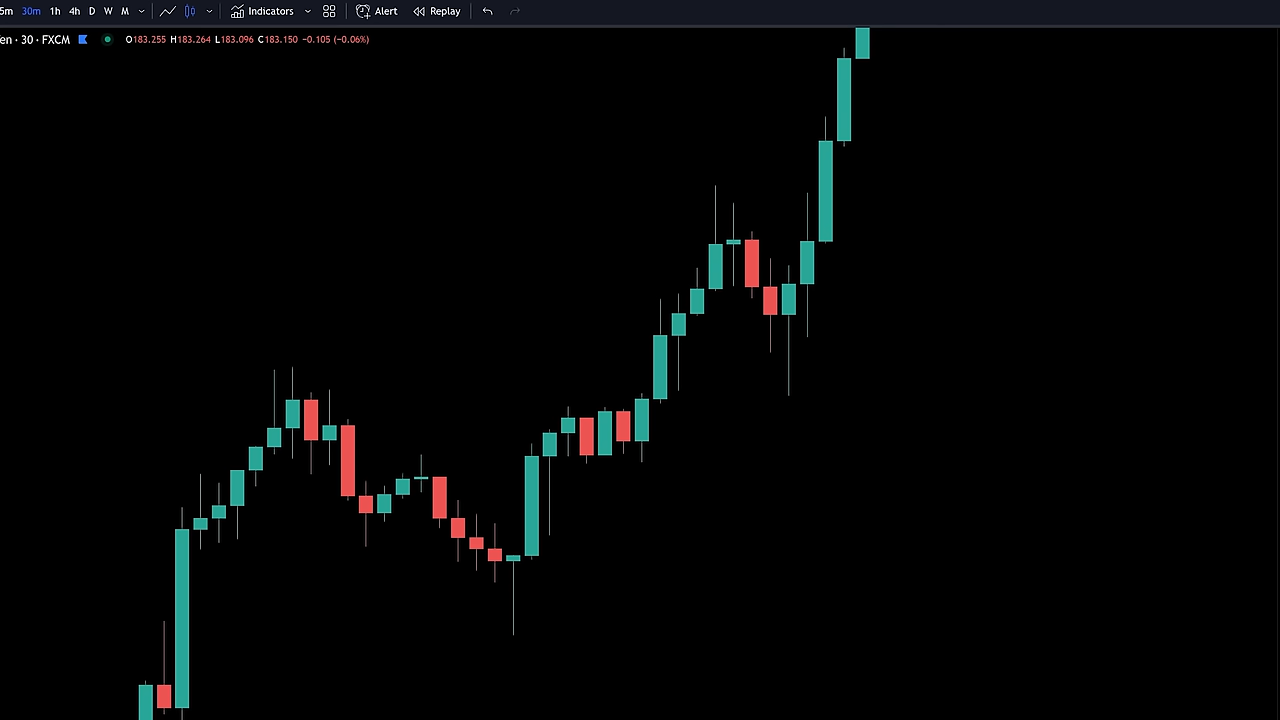 5m 30m 1h 4h D W M Indicators Alert Replay
en · 30 · FXCM O183.255 H183.264 L183.096 C183.150 −0.105 (−0.06%)